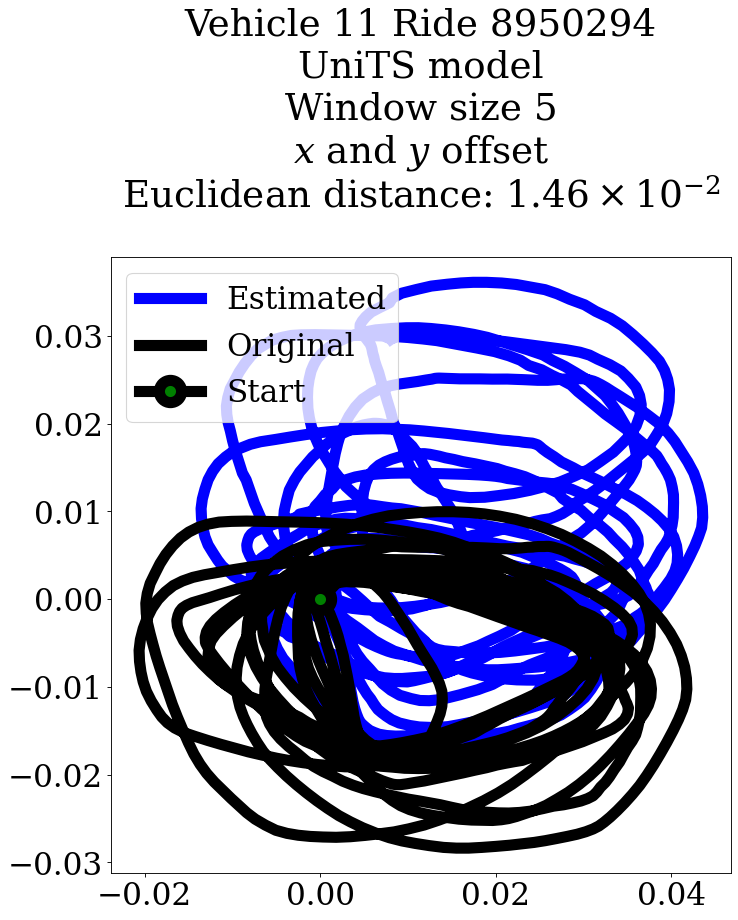 Vehicle 11 Ride 8950294
UniTS model
Window size 5
x and y offset
Euclidean distance: 1.46 × 10⁻²
Estimated
Original
Start
0.03
0.02
0.01
0.00
−0.01
−0.02
−0.03
−0.02 0.00 0.02 0.04